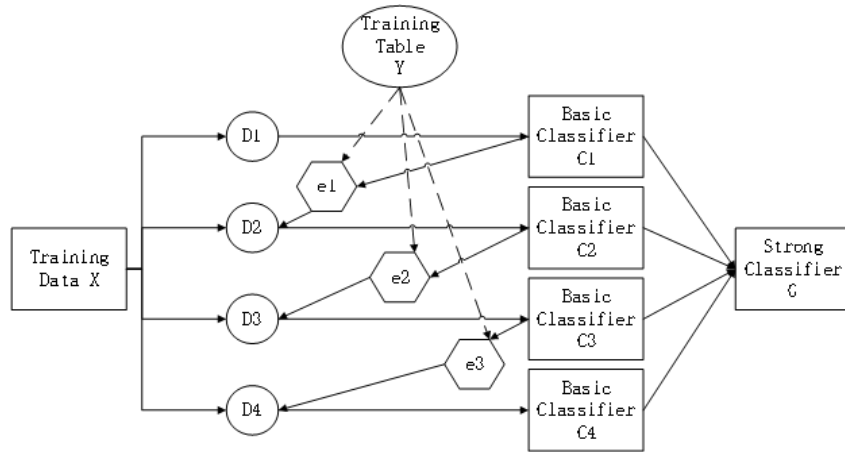 Training
Table
Y
D1
Basic
Classifier
C1
e1
D2
Basic
Classifier
C2
Training
Data X
e2
Strong
Classifier
G
D3
Basic
Classifier
C3
e3
D4
Basic
Classifier
C4